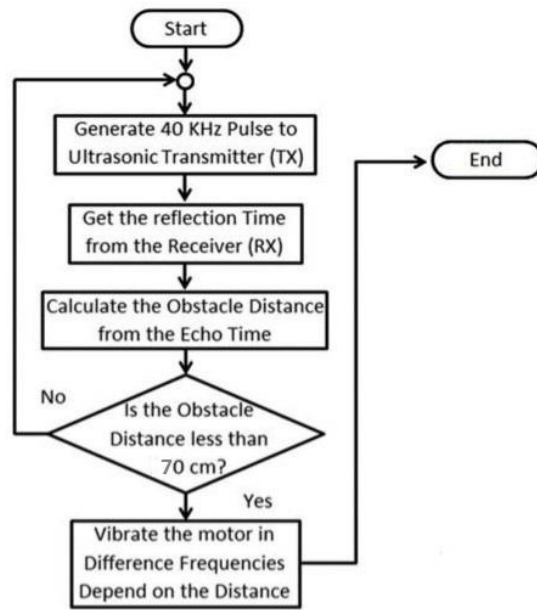 Start
Generate 40 KHz Pulse to
Ultrasonic Transmitter (TX)
Get the reflection Time
from the Receiver (RX)
Calculate the Obstacle Distance
from the Echo Time
No
Is the Obstacle
Distance less than
70 cm?
Yes
Vibrate the motor in
Difference Frequencies
Depend on the Distance
End